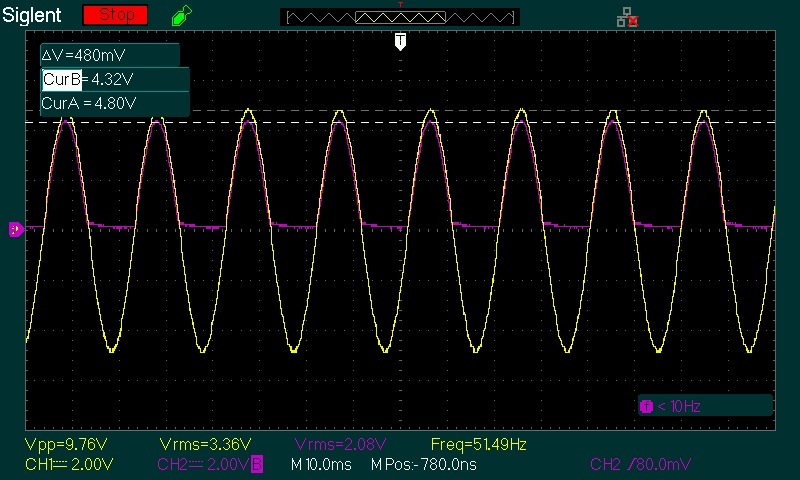 Siglent Stop T
T
ΔV=480mV
CurB=4.32V
CurA =4.80V
f < 10Hz
Vpp=9.76V Vrms=3.36V Vrms=2.08V Freq=51.49Hz
CH1 2.00V CH2 2.00V B M 10.0ms M Pos:-780.0ns CH2 /80.0mV